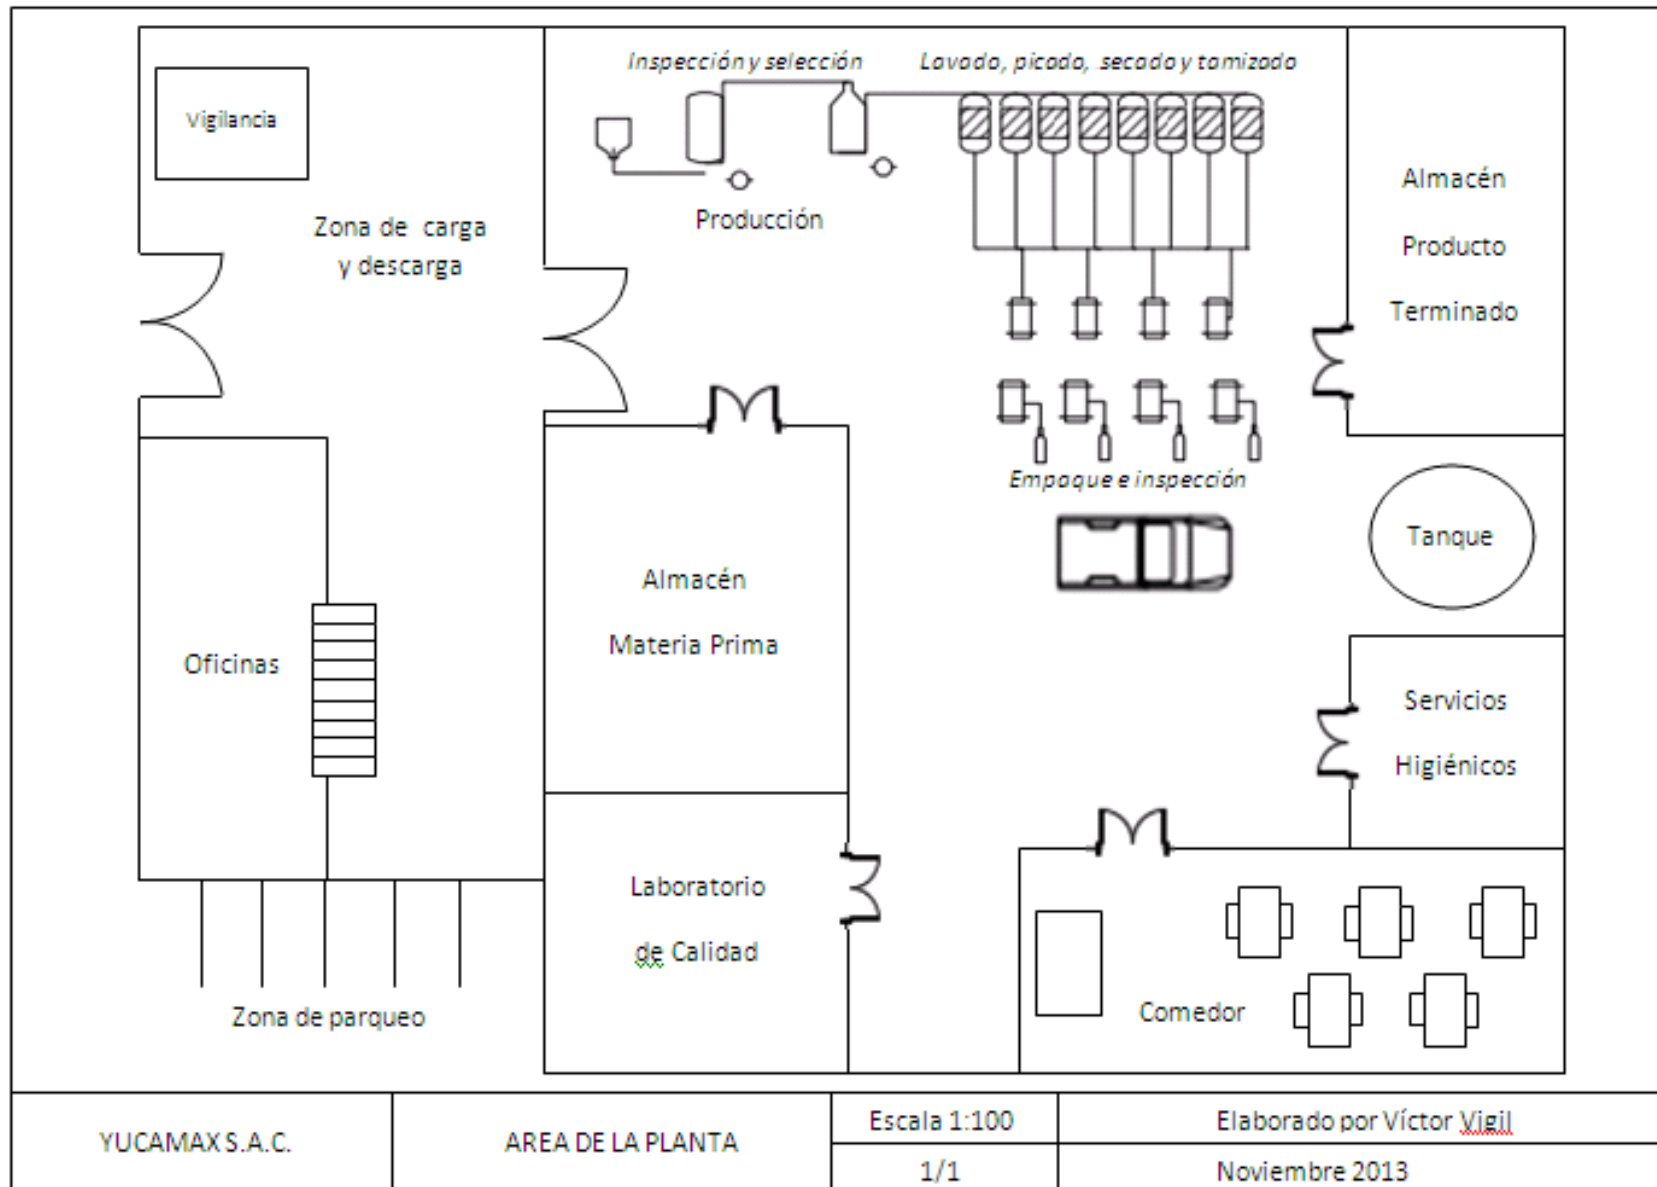 Inspección y selección
Lavado, picado, .secado y tamizado
Vigilancia
Zona de carga
y descarga
Producción
Almacén
Producto
Terminado
Empaque e inspección
Tanque
Almacén
Materia Prima
Oficinas
Servicios
Higiénicos
Laboratorio
de Calidad
Zona de parqueo
Comedor
YUCAMAX S.A.C.
AREA DE LA PLANTA
Escala 1:100
Elaborado por Víctor Vigil
1/1
Noviembre 2013